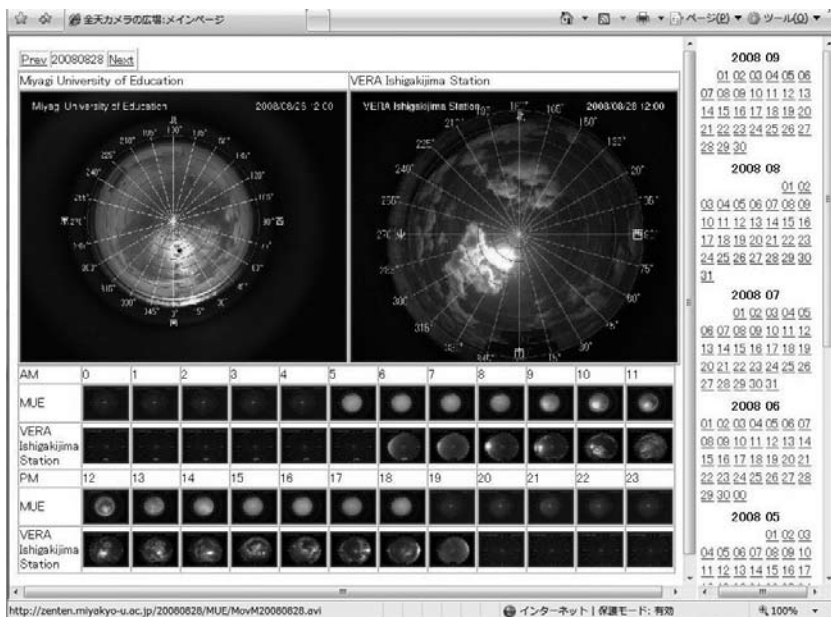 全天カメラの広場:メインページ
ページ(P) ツール(O)
Prev 20080828 Next
Miyagi University of Education
VERA Ishigakijima Station
Miyagi University of Education 2008/08/28 12:00
VERA Ishigakijima Station 2008/08/28 12:00
AM 0 1 2 3 4 5 6 7 8 9 10 11
MUE
VERA
Ishigakijima
Station
PM 12 13 14 15 16 17 18 19 20 21 22 23
MUE
VERA
Ishigakijima
Station
2008 09
01 02 03 04 05 06
07 08 09 10 11 12 13
14 15 16 17 18 19 20
21 22 23 24 25 26 27
28 29 30
2008 08
01 02
03 04 05 06 07 08 09
10 11 12 13 14 15 16
17 18 19 20 21 22 23
24 25 26 27 28 29 30
31
2008 07
01 02 03 04 05
06 07 08 09 10 11 12
13 14 15 16 17 18 19
20 21 22 23 24 25 26
27 28 29 30 31
2008 06
01 02 03 04 05 06 07
08 09 10 11 12 13 14
15 16 17 18 19 20 21
22 23 24 25 26 27 28
29 30 00
2008 05
01 02 03
04 05 06 07 08 09 10
11 12 13 14 15 16 17
http://zenten.miyakyo-u.ac.jp/20080828/MUE/MovM20080828.avi
インターネット | 保護モード: 有効
100%